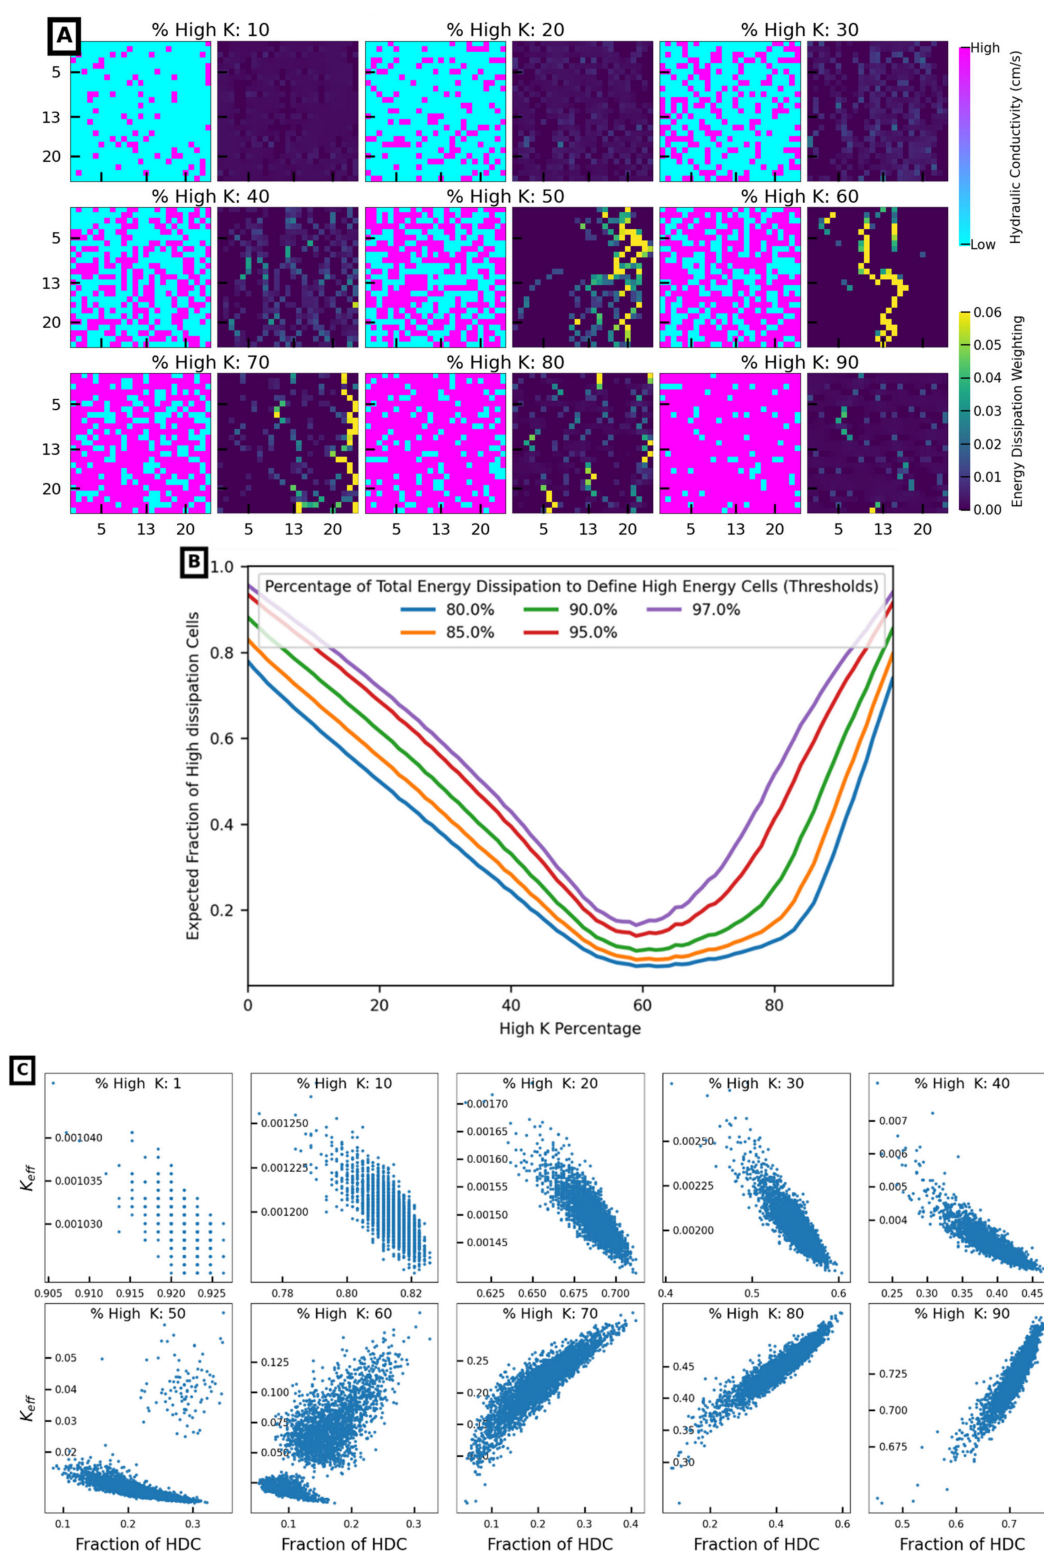 A
% High K: 10
% High K: 20
% High K: 30
5
13
20
High
Low
Hydraulic Conductivity (cm/s)
% High K: 40
% High K: 50
% High K: 60
5
13
20
0.06
0.05
0.04
0.03
0.02
0.01
0.00
Energy Dissipation Weighting
% High K: 70
% High K: 80
% High K: 90
5
13
20
5 13 20 5 13 20 5 13 20 5 13 20 5 13 20 5 13 20
B
1.0
0.8
0.6
0.4
0.2
Expected Fraction of High dissipation Cells
Percentage of Total Energy Dissipation to Define High Energy Cells (Thresholds)
80.0% 90.0% 97.0%
85.0% 95.0%
0 20 40 60 80
High K Percentage
C
% High K: 1
0.001040
0.001035
0.001030
Keff
0.905 0.910 0.915 0.920 0.925
% High K: 10
0.001250
0.001225
0.001200
0.78 0.80 0.82
% High K: 20
0.00170
0.00165
0.00160
0.00155
0.00150
0.00145
0.625 0.650 0.675 0.700
% High K: 30
0.00250
0.00225
0.00200
0.4 0.5 0.6
% High K: 40
0.007
0.006
0.005
0.004
0.25 0.30 0.35 0.40 0.45
% High K: 50
0.05
0.04
0.03
0.02
Keff
0.1 0.2 0.3
Fraction of HDC
% High K: 60
0.125
0.100
0.075
0.050
0.1 0.2 0.3
Fraction of HDC
% High K: 70
0.25
0.20
0.1 0.2 0.3 0.4
Fraction of HDC
% High K: 80
0.45
0.40
0.35
0.30
0.2 0.4 0.6
Fraction of HDC
% High K: 90
0.725
0.700
0.675
0.5 0.6 0.7
Fraction of HDC